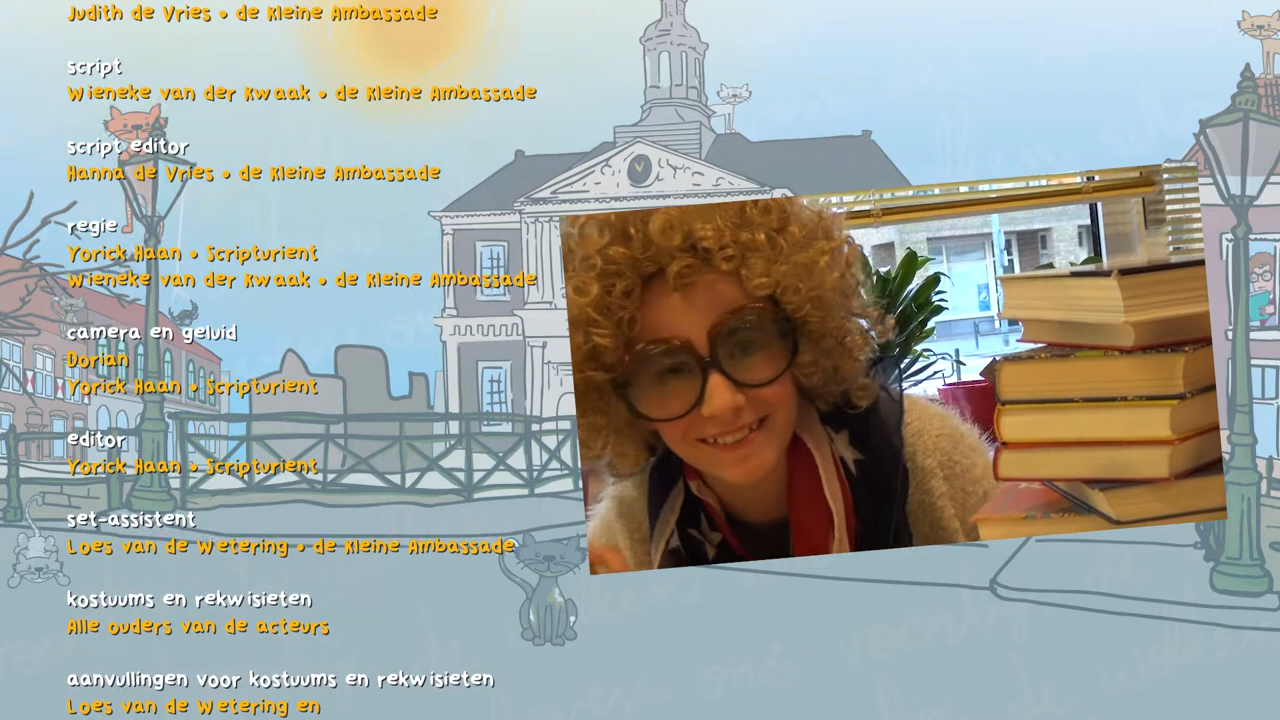 Judith de Vries • de Kleine Ambassade
script
Wieneke van der Kwaak • de Kleine Ambassade
script editor
Hanna de Vries • de Kleine Ambassade
regie
Yorick Haan • Scripturient
Wieneke van der Kwaak • de Kleine Ambassade
camera en geluid
Dorian
Yorick Haan • Scripturient
editor
Yorick Haan • Scripturient
set-assistent
Loes van de Wetering • de Kleine Ambassade
kostuums en rekwisieten
Alle ouders van de acteurs
aanvullingen voor kostuums en rekwisieten
Loes van de Wetering en